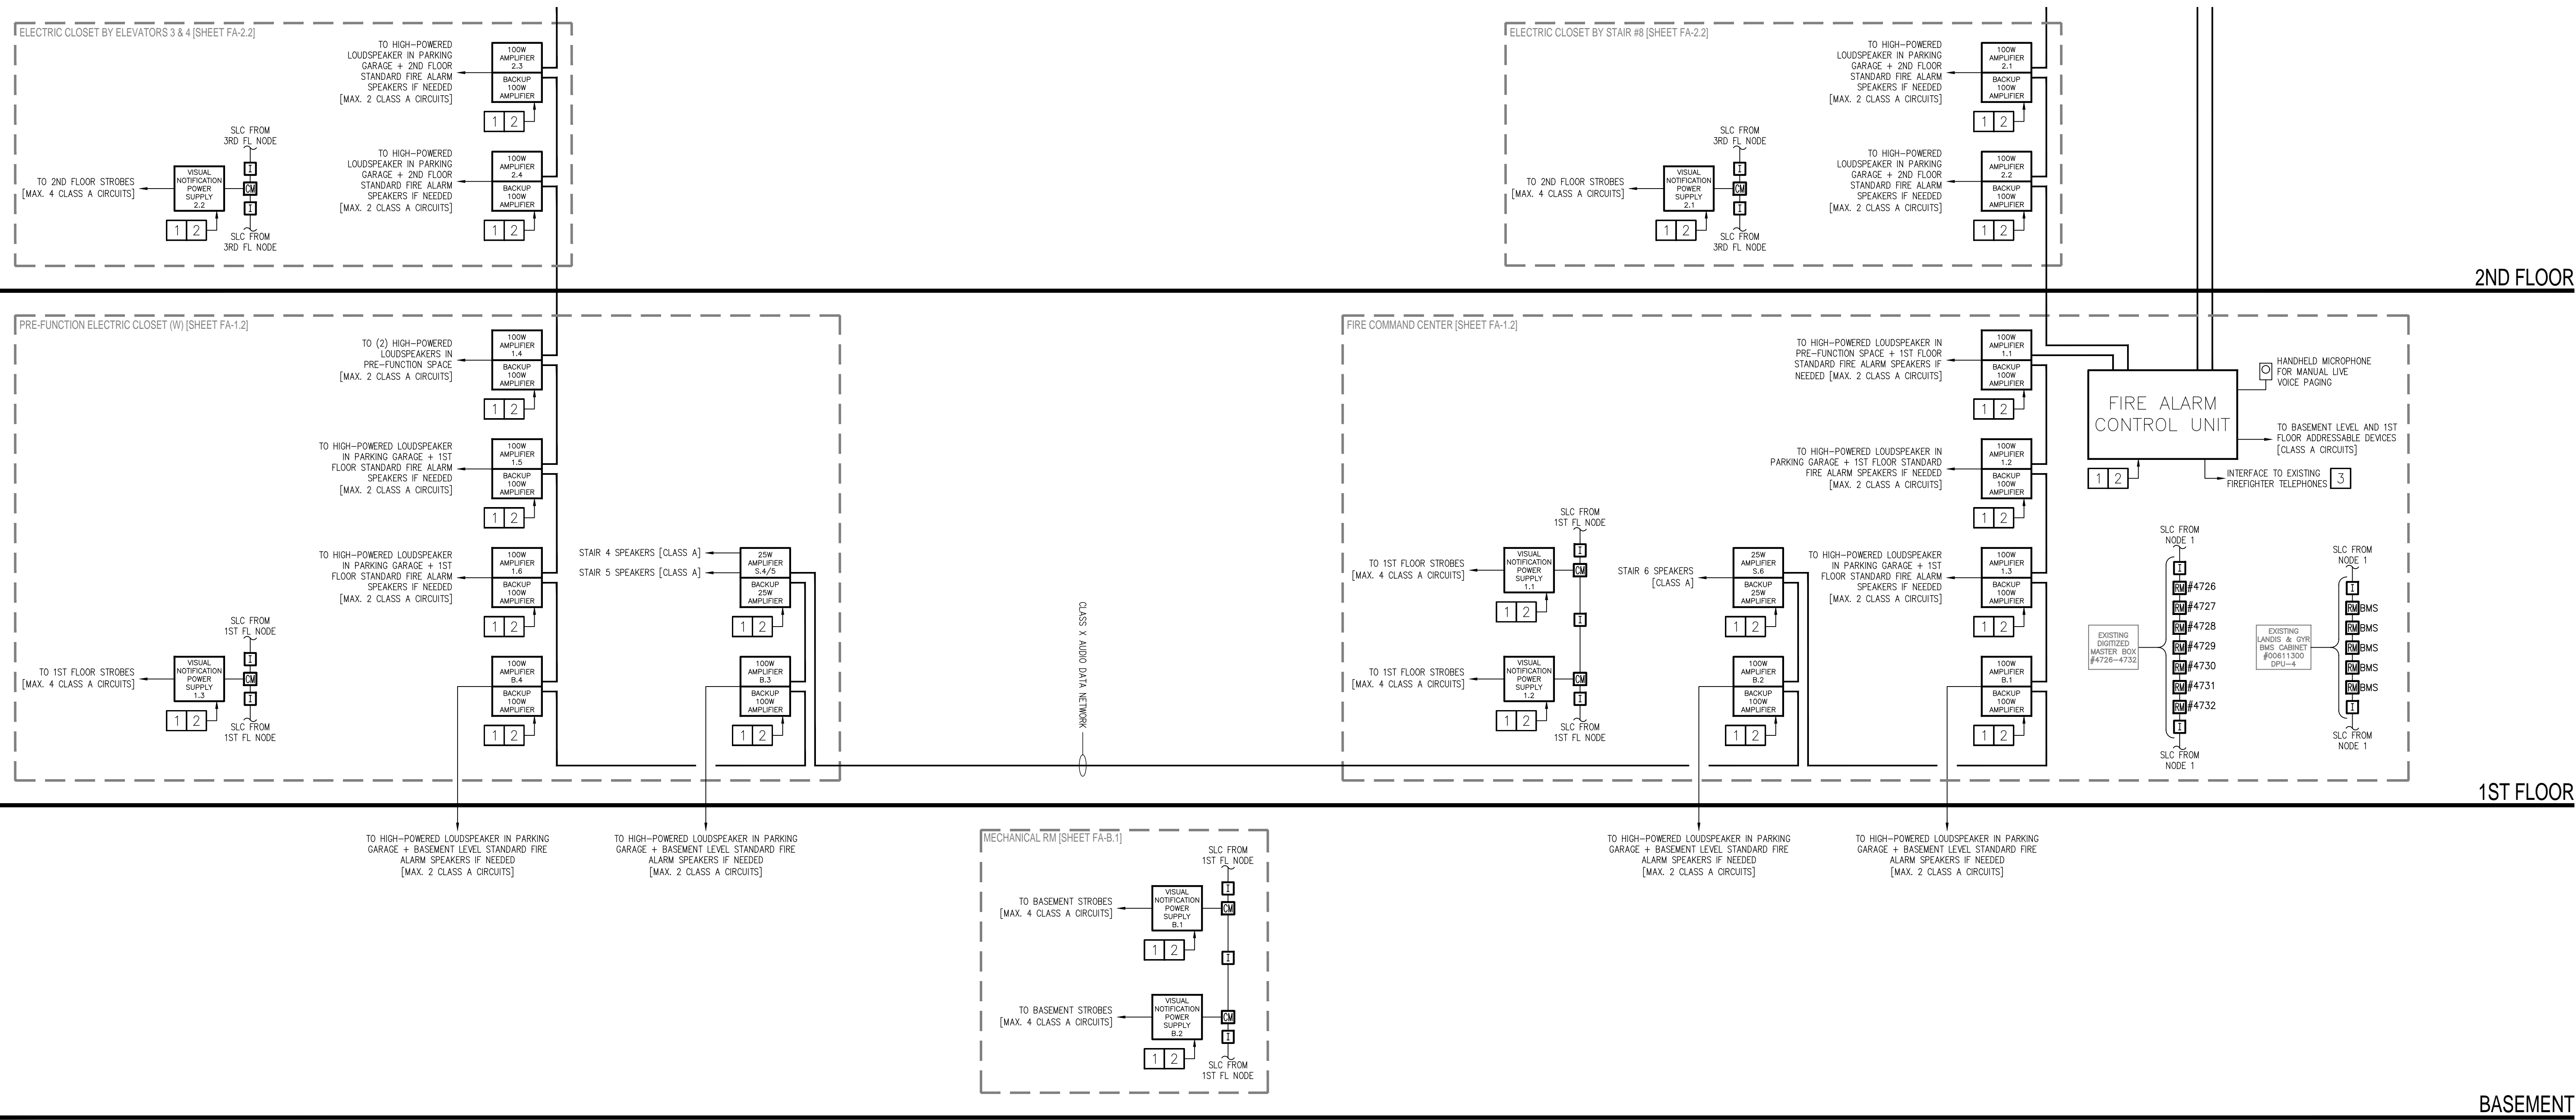 ELECTRIC CLOSET BY ELEVATORS 3 & 4 [SHEET FA-2.2]
TO HIGH-POWERED
LOUDSPEAKER IN PARKING
GARAGE + 2ND FLOOR
STANDARD FIRE ALARM
SPEAKERS IF NEEDED
[MAX. 2 CLASS A CIRCUITS]
100W
AMPLIFIER
2.3
BACKUP
100W
AMPLIFIER
1 2
TO HIGH-POWERED
LOUDSPEAKER IN PARKING
GARAGE + 2ND FLOOR
STANDARD FIRE ALARM
SPEAKERS IF NEEDED
[MAX. 2 CLASS A CIRCUITS]
100W
AMPLIFIER
2.4
BACKUP
100W
AMPLIFIER
1 2
TO 2ND FLOOR STROBES
[MAX. 4 CLASS A CIRCUITS]
VISUAL
NOTIFICATION
POWER
SUPPLY
2.2
1 2
SLC FROM
3RD FL NODE
I
CM
I
SLC FROM
3RD FL NODE
ELECTRIC CLOSET BY STAIR #8 [SHEET FA-2.2]
TO HIGH-POWERED
LOUDSPEAKER IN PARKING
GARAGE + 2ND FLOOR
STANDARD FIRE ALARM
SPEAKERS IF NEEDED
[MAX. 2 CLASS A CIRCUITS]
100W
AMPLIFIER
2.1
BACKUP
100W
AMPLIFIER
1 2
TO HIGH-POWERED
LOUDSPEAKER IN PARKING
GARAGE + 2ND FLOOR
STANDARD FIRE ALARM
SPEAKERS IF NEEDED
[MAX. 2 CLASS A CIRCUITS]
100W
AMPLIFIER
2.2
BACKUP
100W
AMPLIFIER
1 2
TO 2ND FLOOR STROBES
[MAX. 4 CLASS A CIRCUITS]
VISUAL
NOTIFICATION
POWER
SUPPLY
2.1
1 2
SLC FROM
3RD FL NODE
I
CM
I
SLC FROM
3RD FL NODE
2ND FLOOR
PRE-FUNCTION ELECTRIC CLOSET (W) [SHEET FA-1.2]
TO (2) HIGH-POWERED
LOUDSPEAKERS IN
PRE-FUNCTION SPACE
[MAX. 2 CLASS A CIRCUITS]
100W
AMPLIFIER
1.4
BACKUP
100W
AMPLIFIER
1 2
TO HIGH-POWERED LOUDSPEAKER
IN PARKING GARAGE + 1ST
FLOOR STANDARD FIRE ALARM
SPEAKERS IF NEEDED
[MAX. 2 CLASS A CIRCUITS]
100W
AMPLIFIER
1.5
BACKUP
100W
AMPLIFIER
1 2
TO HIGH-POWERED LOUDSPEAKER
IN PARKING GARAGE + 1ST
FLOOR STANDARD FIRE ALARM
SPEAKERS IF NEEDED
[MAX. 2 CLASS A CIRCUITS]
100W
AMPLIFIER
1.6
BACKUP
100W
AMPLIFIER
1 2
100W
AMPLIFIER
B.4
BACKUP
100W
AMPLIFIER
1 2
TO 1ST FLOOR STROBES
[MAX. 4 CLASS A CIRCUITS]
VISUAL
NOTIFICATION
POWER
SUPPLY
1.3
1 2
SLC FROM
1ST FL NODE
I
CM
I
SLC FROM
1ST FL NODE
STAIR 4 SPEAKERS [CLASS A]
STAIR 5 SPEAKERS [CLASS A]
25W
AMPLIFIER
S.4/5
BACKUP
25W
AMPLIFIER
1 2
100W
AMPLIFIER
B.3
BACKUP
100W
AMPLIFIER
1 2
CLASS X AUDIO DATA NETWORK
FIRE COMMAND CENTER [SHEET FA-1.2]
TO HIGH-POWERED LOUDSPEAKER IN
PRE-FUNCTION SPACE + 1ST FLOOR
STANDARD FIRE ALARM SPEAKERS IF
NEEDED [MAX. 2 CLASS A CIRCUITS]
100W
AMPLIFIER
1.1
BACKUP
100W
AMPLIFIER
1 2
TO HIGH-POWERED LOUDSPEAKER IN
PARKING GARAGE + 1ST FLOOR STANDARD
FIRE ALARM SPEAKERS IF NEEDED
[MAX. 2 CLASS A CIRCUITS]
100W
AMPLIFIER
1.2
BACKUP
100W
AMPLIFIER
1 2
TO HIGH-POWERED LOUDSPEAKER
IN PARKING GARAGE + 1ST
FLOOR STANDARD FIRE ALARM
SPEAKERS IF NEEDED
[MAX. 2 CLASS A CIRCUITS]
100W
AMPLIFIER
1.3
BACKUP
100W
AMPLIFIER
1 2
100W
AMPLIFIER
B.1
BACKUP
100W
AMPLIFIER
1 2
TO 1ST FLOOR STROBES
[MAX. 4 CLASS A CIRCUITS]
VISUAL
NOTIFICATION
POWER
SUPPLY
1.1
1 2
TO 1ST FLOOR STROBES
[MAX. 4 CLASS A CIRCUITS]
VISUAL
NOTIFICATION
POWER
SUPPLY
1.2
1 2
SLC FROM
1ST FL NODE
I
CM
I
CM
I
SLC FROM
1ST FL NODE
STAIR 6 SPEAKERS
[CLASS A]
25W
AMPLIFIER
S.6
BACKUP
25W
AMPLIFIER
1 2
100W
AMPLIFIER
B.2
BACKUP
100W
AMPLIFIER
1 2
FIRE ALARM
CONTROL UNIT
1 2
HANDHELD MICROPHONE
FOR MANUAL LIVE
VOICE PAGING
TO BASEMENT LEVEL AND 1ST
FLOOR ADDRESSABLE DEVICES
[CLASS A CIRCUITS]
INTERFACE TO EXISTING
FIREFIGHTER TELEPHONES 3
EXISTING
DIGITIZED
MASTER BOX
#4726-4732
SLC FROM
NODE 1
I
RM #4726
RM #4727
RM #4728
RM #4729
RM #4730
RM #4731
RM #4732
I
SLC FROM
NODE 1
EXISTING
LANDIS & GYR
BMS CABINET
#00611300
DPU-4
SLC FROM
NODE 1
I
RM BMS
RM BMS
RM BMS
RM BMS
RM BMS
I
SLC FROM
NODE 1
1ST FLOOR
TO HIGH-POWERED LOUDSPEAKER IN PARKING
GARAGE + BASEMENT LEVEL STANDARD FIRE
ALARM SPEAKERS IF NEEDED
[MAX. 2 CLASS A CIRCUITS]
TO HIGH-POWERED LOUDSPEAKER IN PARKING
GARAGE + BASEMENT LEVEL STANDARD FIRE
ALARM SPEAKERS IF NEEDED
[MAX. 2 CLASS A CIRCUITS]
MECHANICAL RM [SHEET FA-B.1]
SLC FROM
1ST FL NODE
TO BASEMENT STROBES
[MAX. 4 CLASS A CIRCUITS]
VISUAL
NOTIFICATION
POWER
SUPPLY
B.1
1 2
TO BASEMENT STROBES
[MAX. 4 CLASS A CIRCUITS]
VISUAL
NOTIFICATION
POWER
SUPPLY
B.2
1 2
I
CM
I
CM
I
SLC FROM
1ST FL NODE
TO HIGH-POWERED LOUDSPEAKER IN PARKING
GARAGE + BASEMENT LEVEL STANDARD FIRE
ALARM SPEAKERS IF NEEDED
[MAX. 2 CLASS A CIRCUITS]
TO HIGH-POWERED LOUDSPEAKER IN PARKING
GARAGE + BASEMENT LEVEL STANDARD FIRE
ALARM SPEAKERS IF NEEDED
[MAX. 2 CLASS A CIRCUITS]
BASEMENT